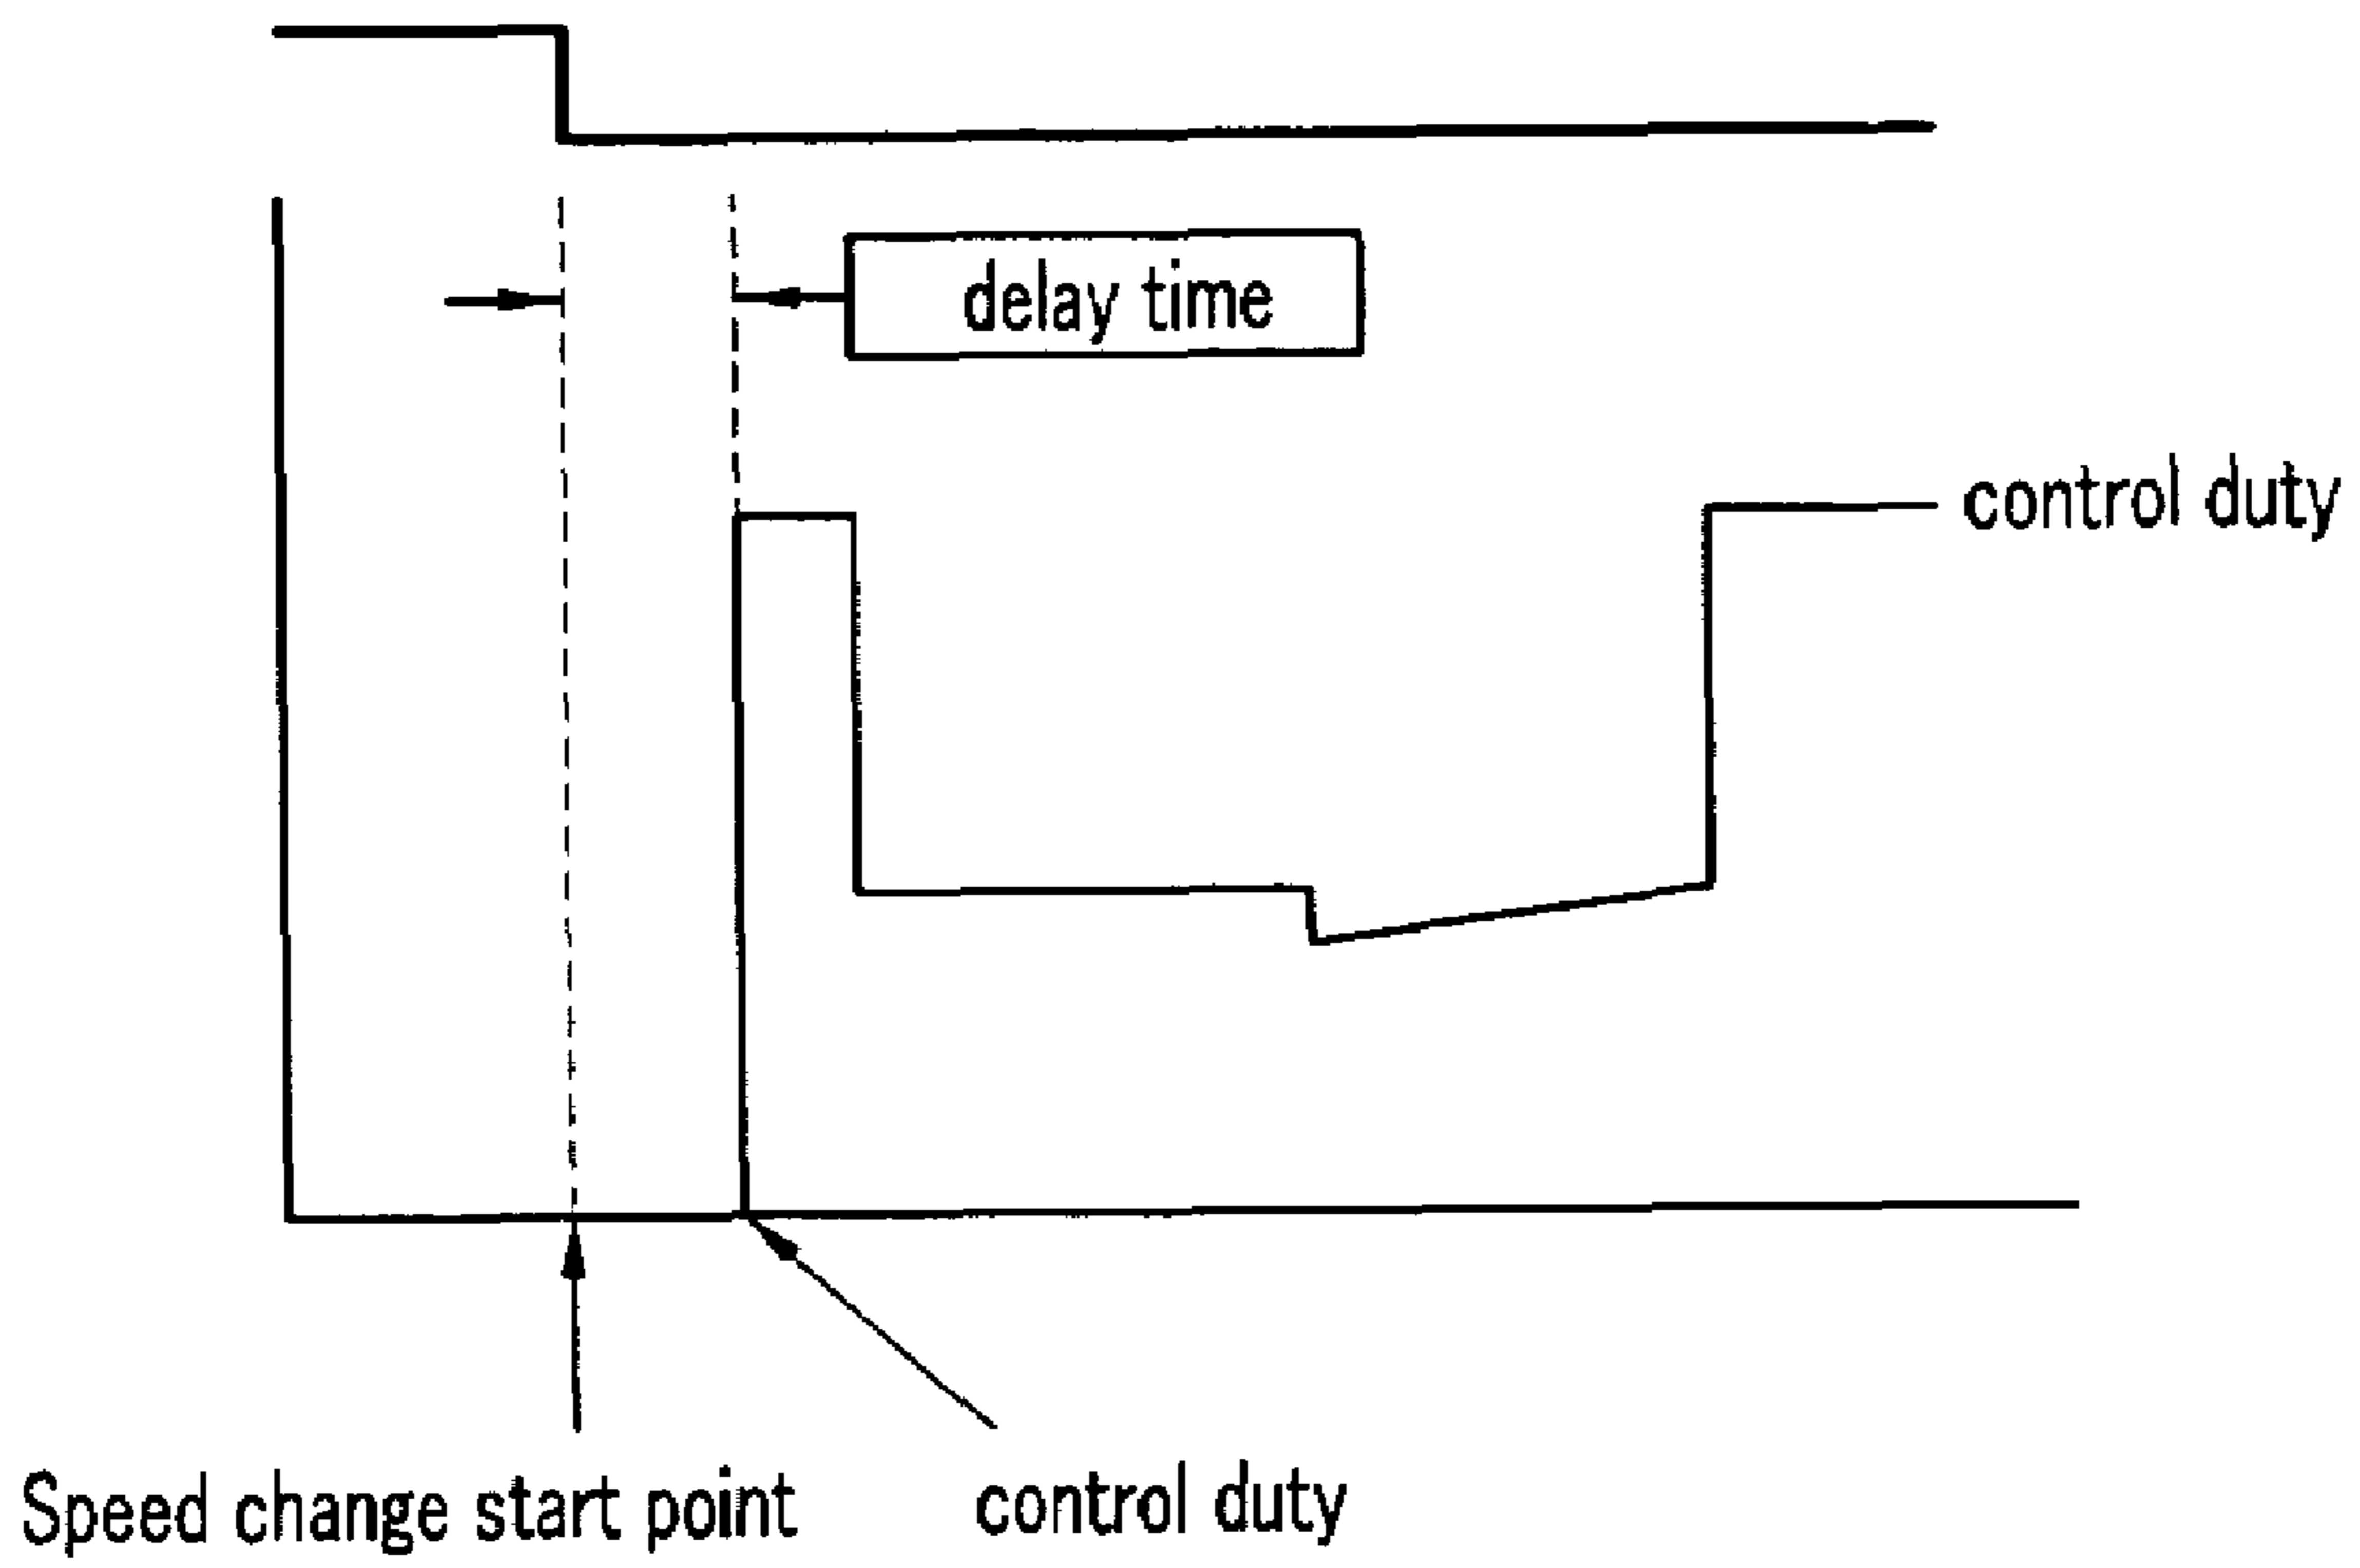 delay time
control duty
Speed change start point
control duty